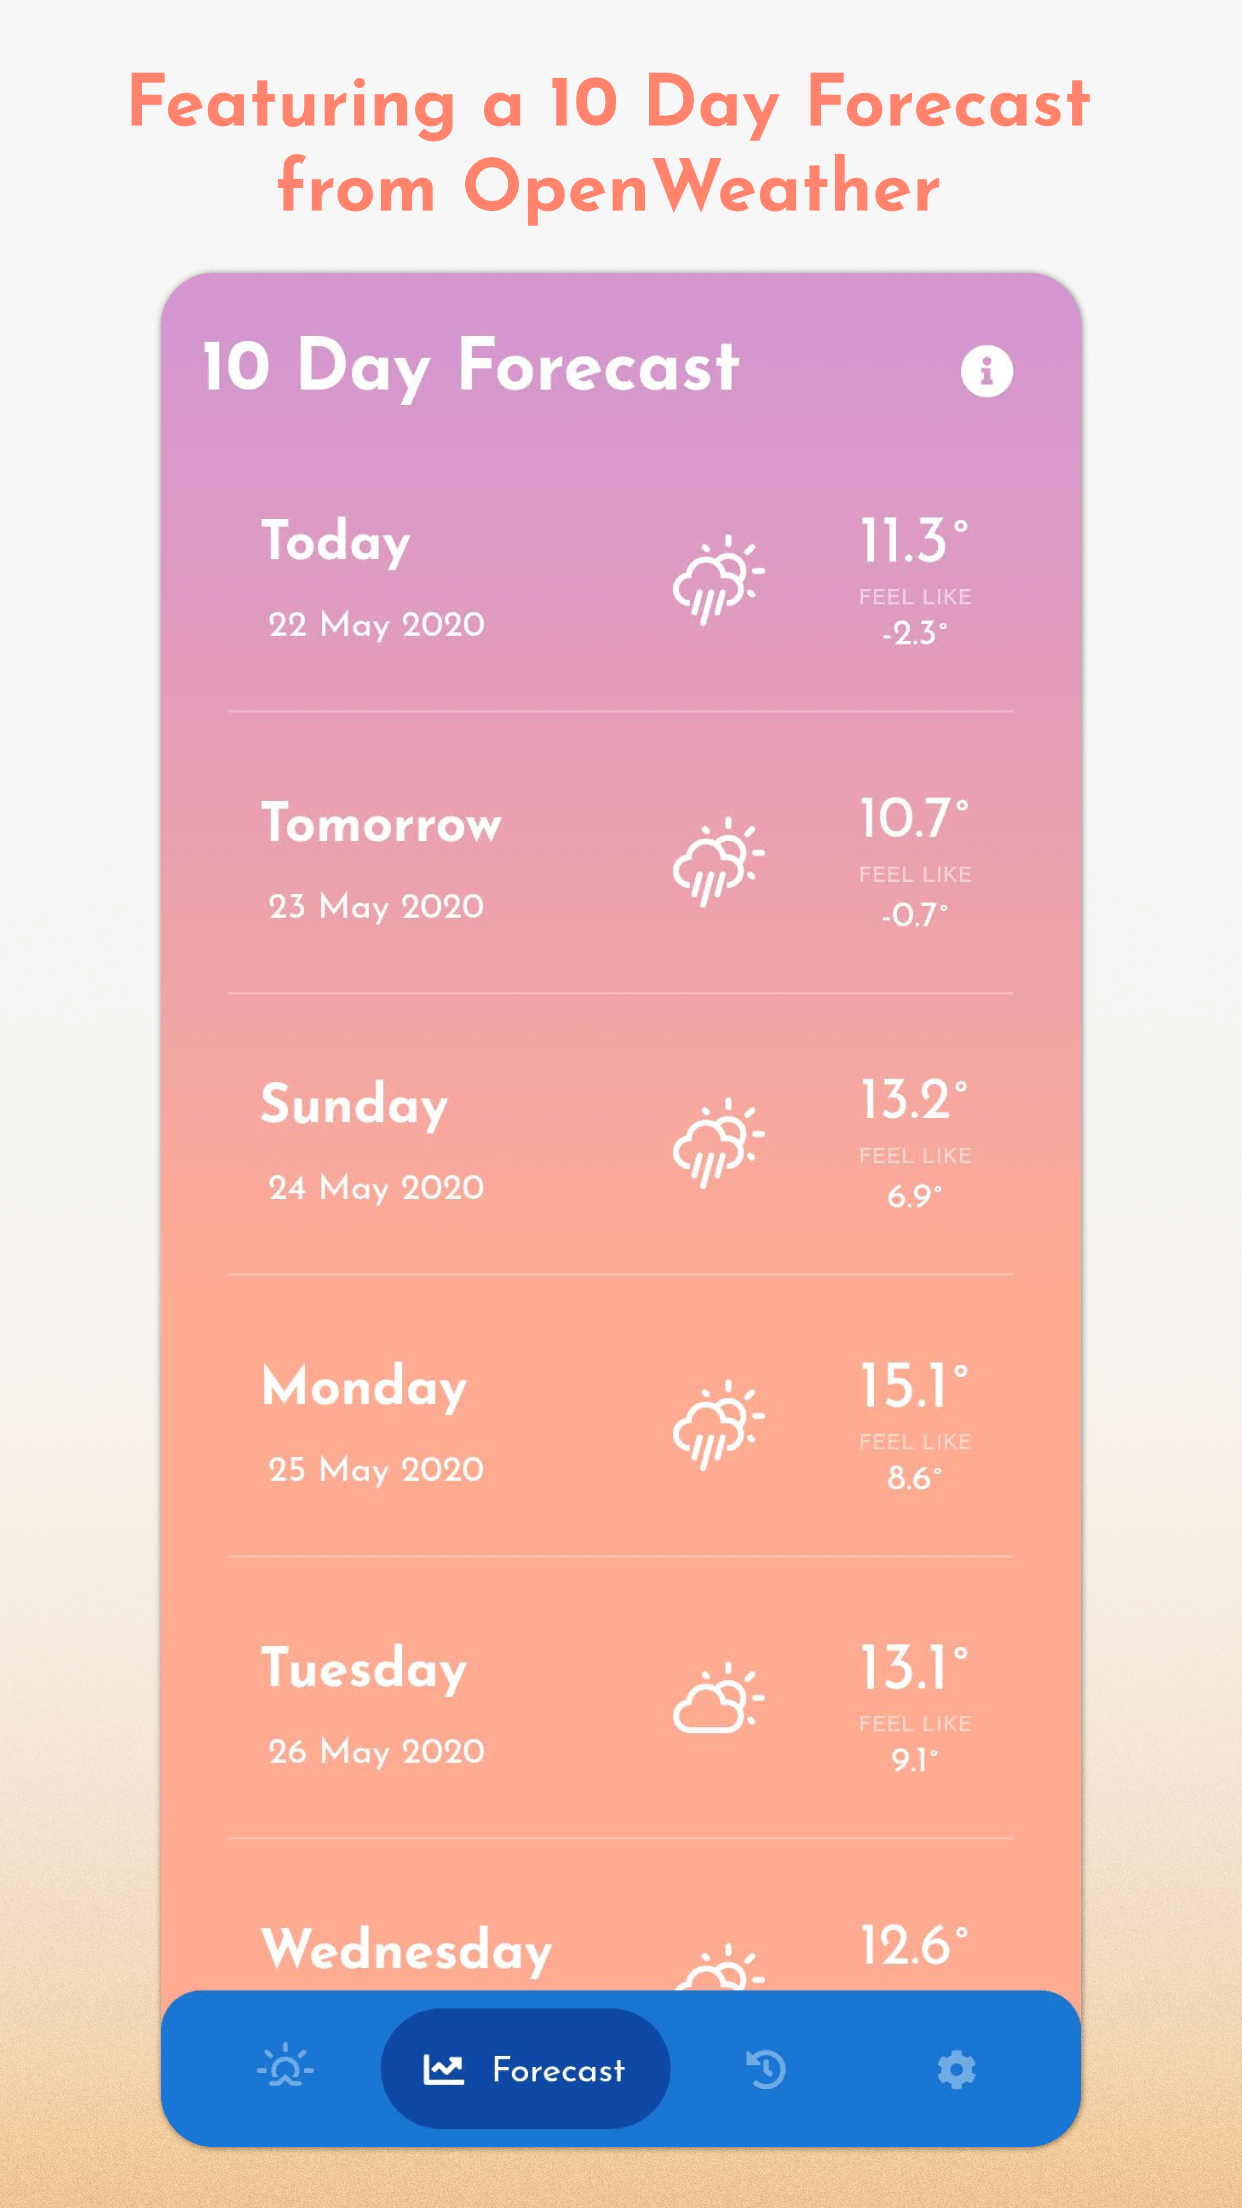 Featuring a 10 Day Forecast
from OpenWeather
10 Day Forecast
Today
11.3°
FEEL LIKE
22 May 2020
-2.3°
Tomorrow
10.7°
FEEL LIKE
23 May 2020
-0.7°
Sunday
13.2°
FEEL LIKE
24 May 2020
6.9°
Monday
15.1°
FEEL LIKE
25 May 2020
8.6°
Tuesday
13.1°
FEEL LIKE
26 May 2020
9.1°
Wednesday
12.6°
Forecast